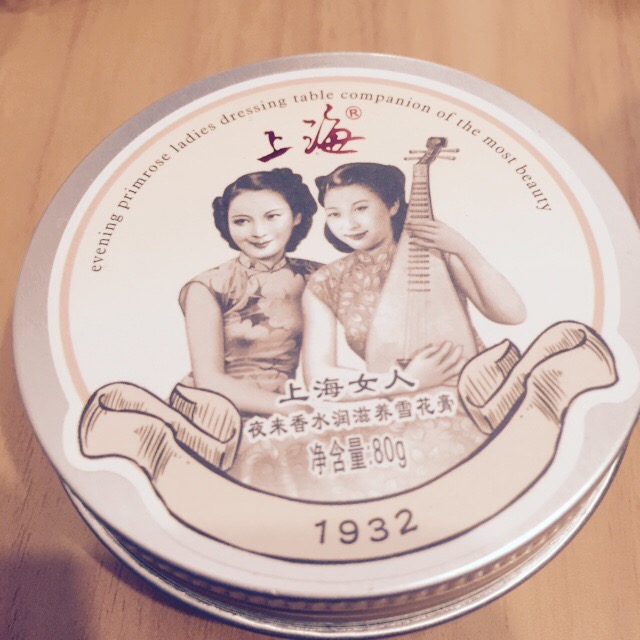 evening primrose ladies dressing table companion of the most beauty
上海®
上海女人
夜来香水润滋养雪花膏
净含量:80g
1932